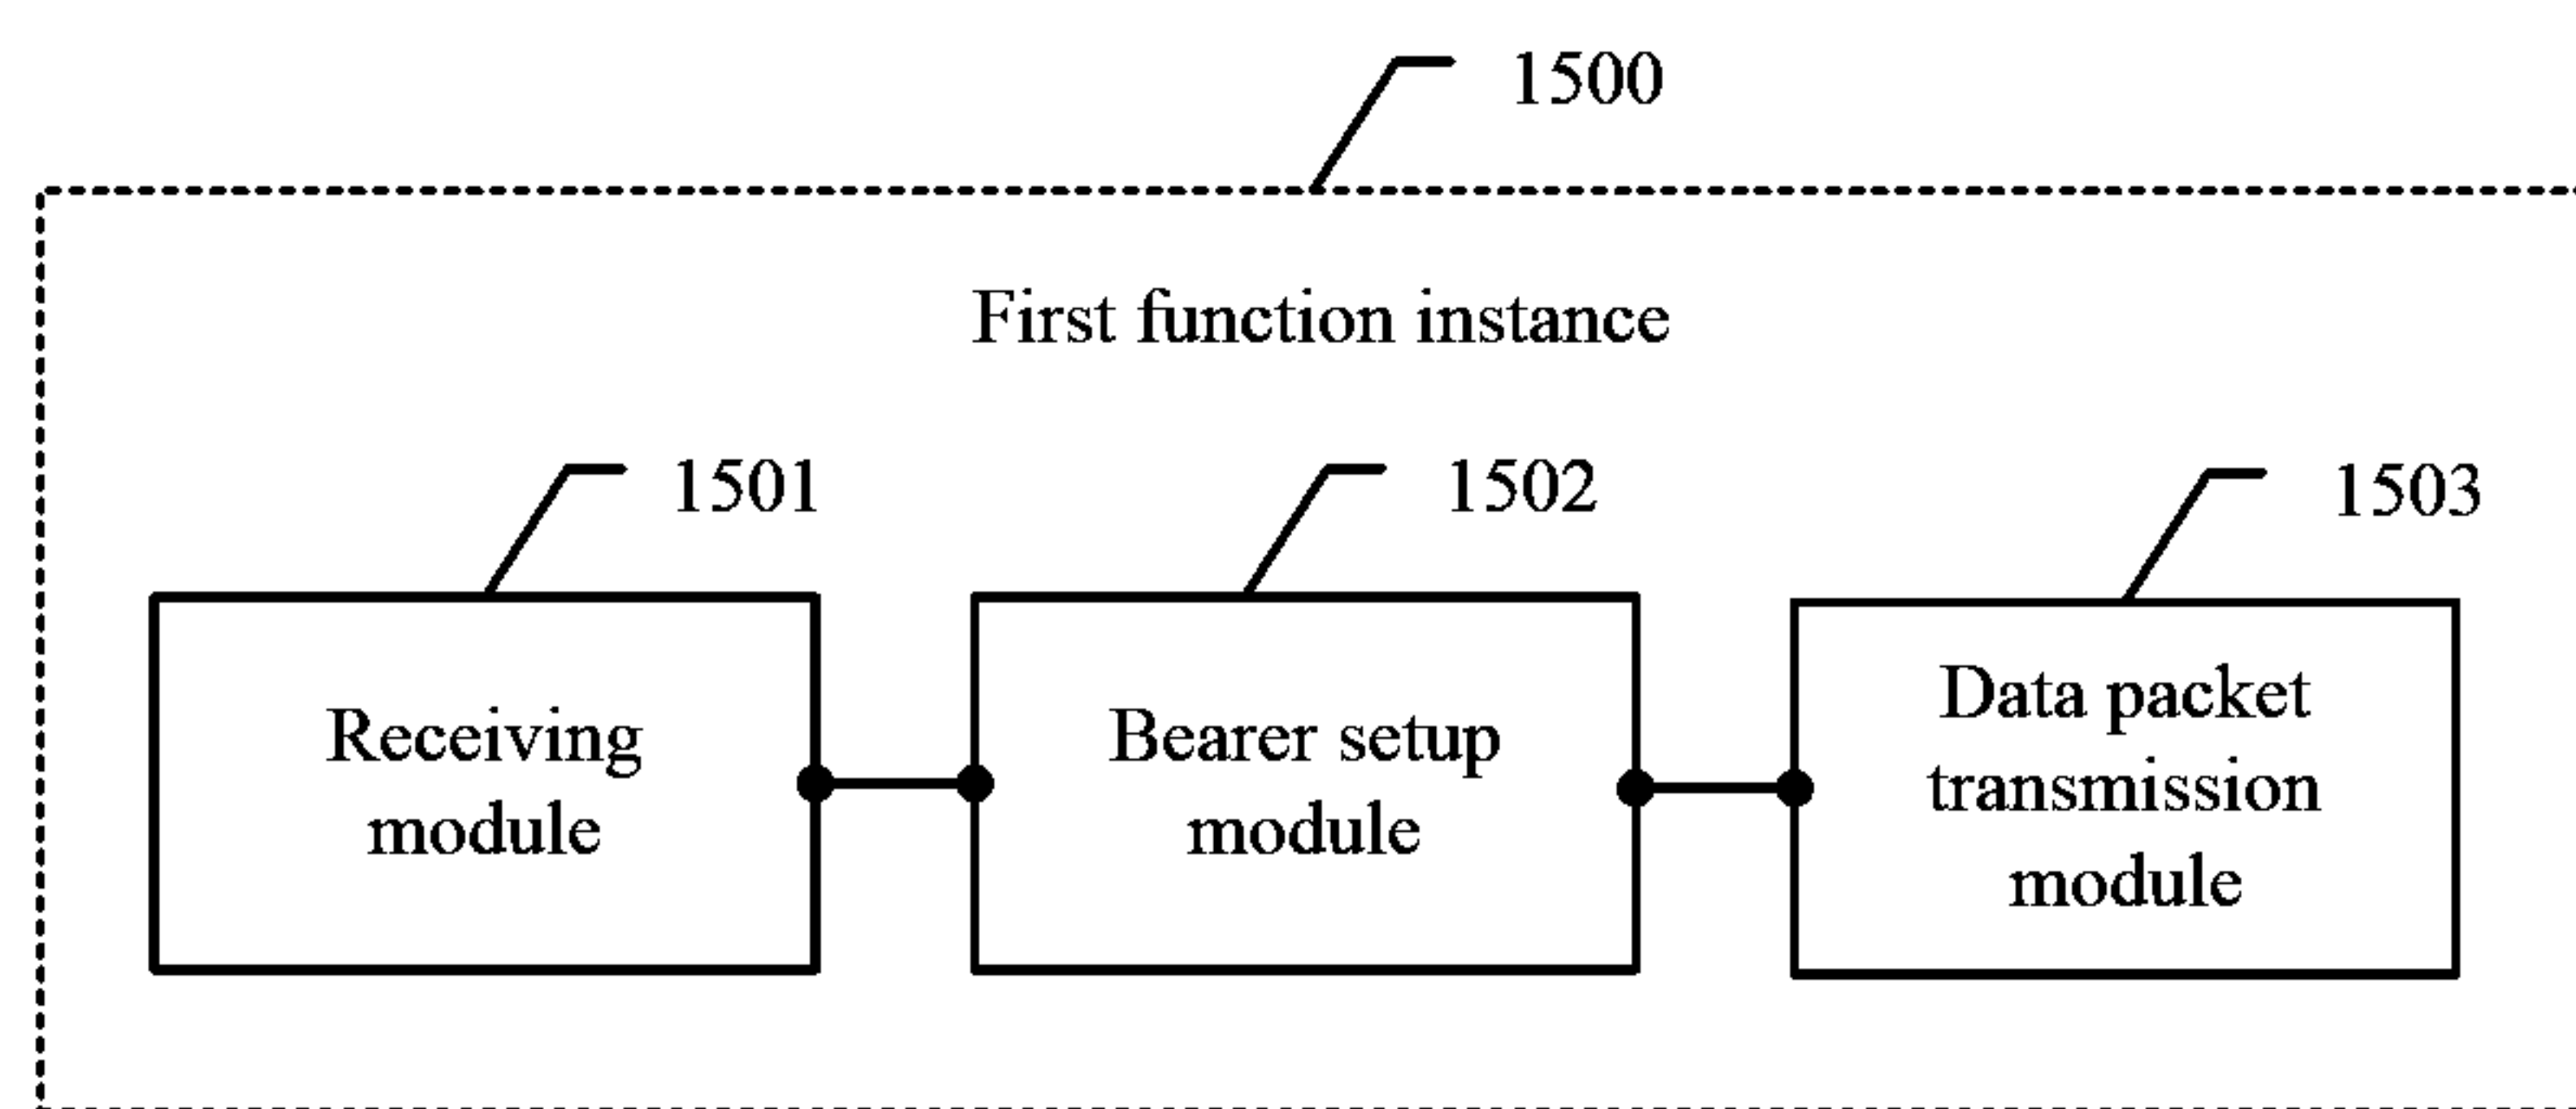 1500
First function instance
1501
1502
1503
Receiving
module
Bearer setup
module
Data packet
transmission
module